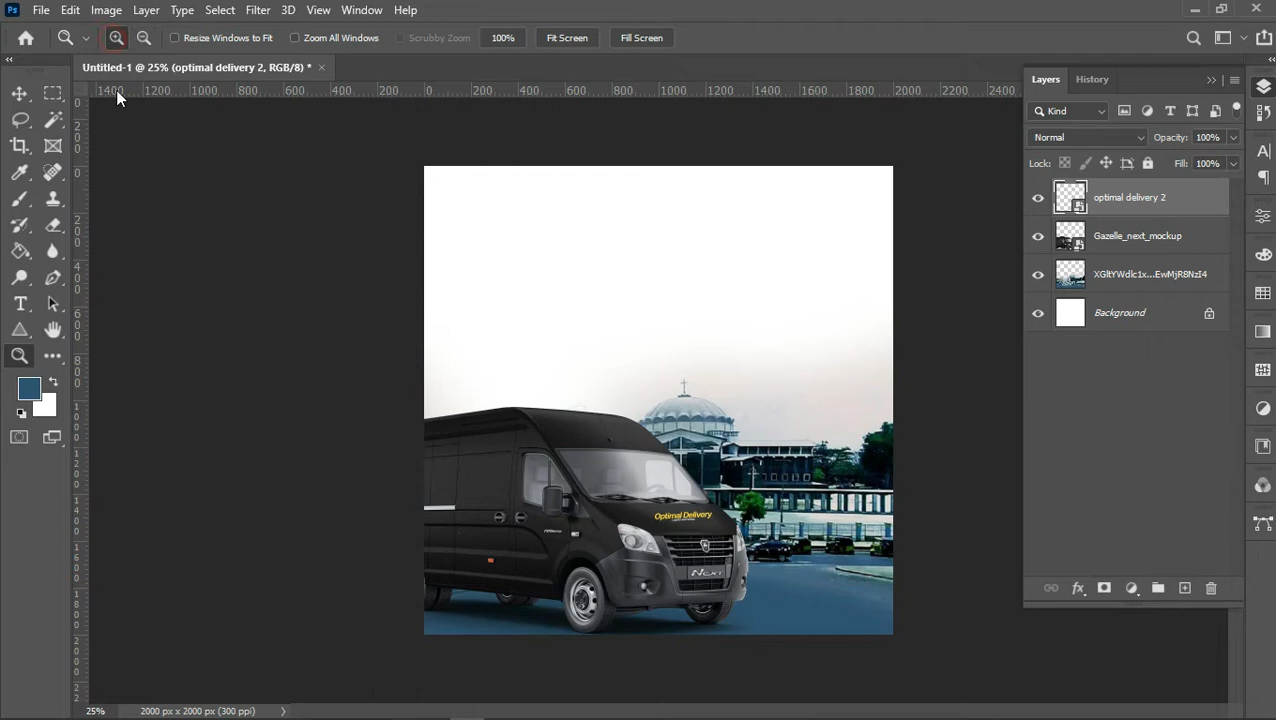 Ps File Edit Image Layer Type Select Filter 3D View Window Help
Resize Windows to Fit Zoom All Windows Scrubby Zoom 100% Fit Screen Fill Screen
Untitled-1 @ 25% (optimal delivery 2, RGB/8) * ×
1400 1200 1000 800 600 400 200 0 200 400 600 800 1000 1200 1400 1600 1800 2000 2200 2400
Layers History
Kind
Normal Opacity: 100%
Lock: Fill: 100%
optimal delivery 2
Gazelle_next_mockup
XGltYWdlc1x...EwMjR8NzI4
Background
Optimal Delivery
NEXT
25% 2000 px x 2000 px (300 ppi)